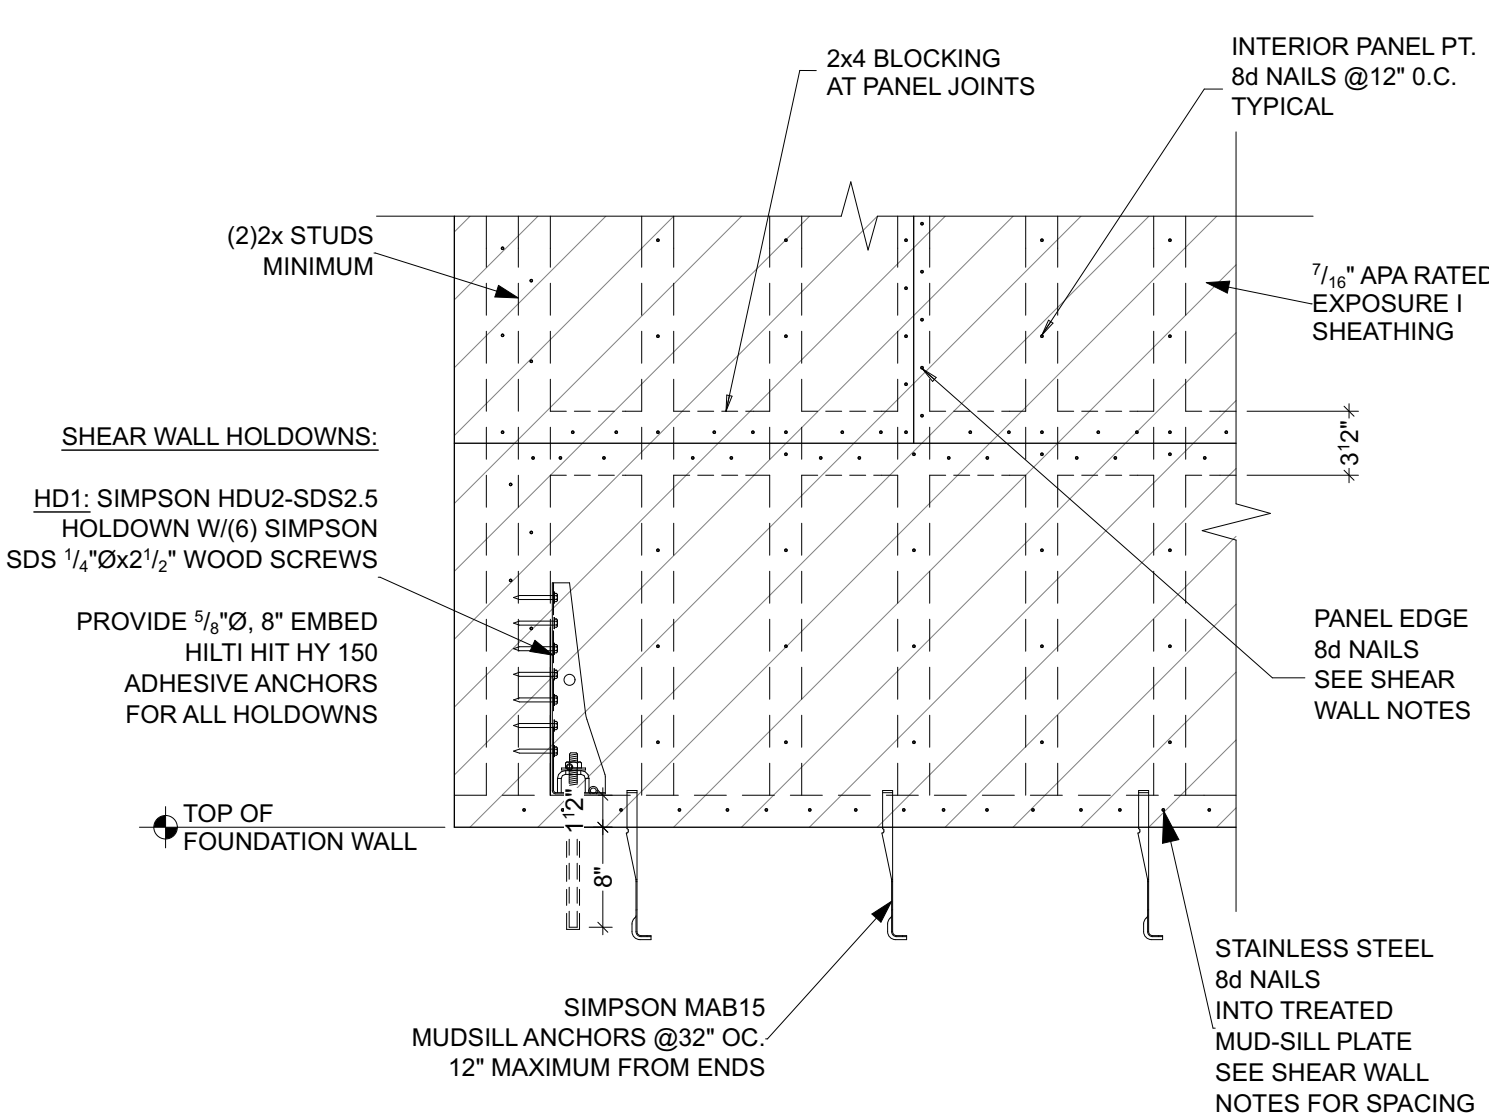 2x4 BLOCKING
AT PANEL JOINTS
INTERIOR PANEL PT.
8d NAILS @12" 0.C.
TYPICAL
(2)2x STUDS
MINIMUM
7/16" APA RATED
EXPOSURE I
SHEATHING
SHEAR WALL HOLDOWNS:
HD1: SIMPSON HDU2-SDS2.5
HOLDOWN W/(6) SIMPSON
SDS 1/4"Øx2 1/2" WOOD SCREWS
PROVIDE 5/8"Ø, 8" EMBED
HILTI HIT HY 150
ADHESIVE ANCHORS
FOR ALL HOLDOWNS
3 12"
PANEL EDGE
8d NAILS
SEE SHEAR
WALL NOTES
TOP OF
FOUNDATION WALL
1 12"
8"
SIMPSON MAB15
MUDSILL ANCHORS @32" OC.
12" MAXIMUM FROM ENDS
STAINLESS STEEL
8d NAILS
INTO TREATED
MUD-SILL PLATE
SEE SHEAR WALL
NOTES FOR SPACING